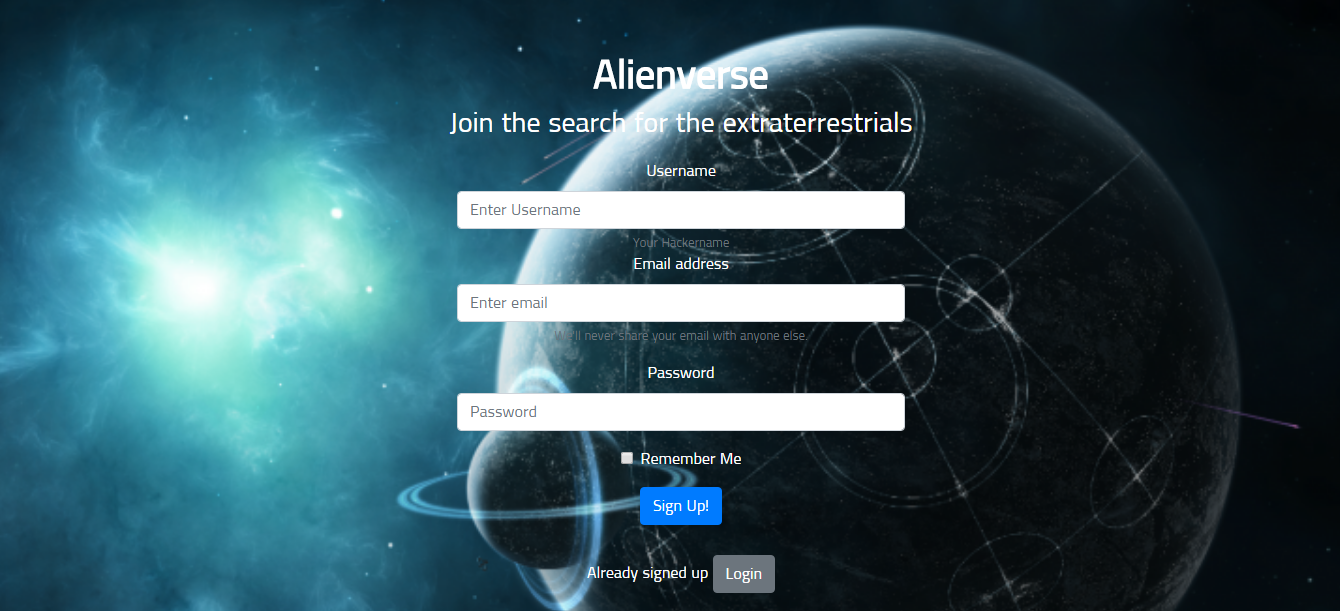 Alienverse
Join the search for the extraterrestrials
Username
Enter Username
Your Hackername
Email address
Enter email
We'll never share your email with anyone else.
Password
Password
Remember Me
Sign Up!
Already signed up Login